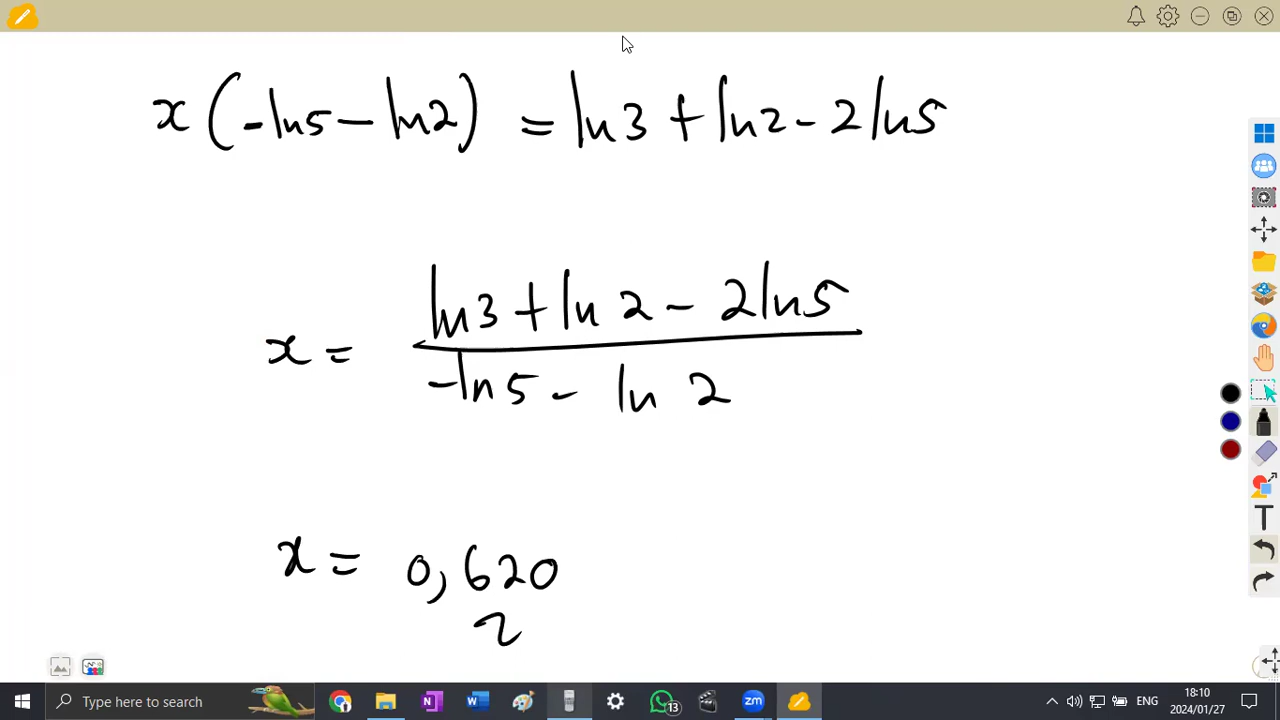 x(-ln5-ln2) = ln3+ln2-2ln5
x = (ln3+ln2-2ln5)/(-ln5-ln2)
x = 0,620
2
T
Type here to search
13
zm
ENG
18:10
2024/01/27